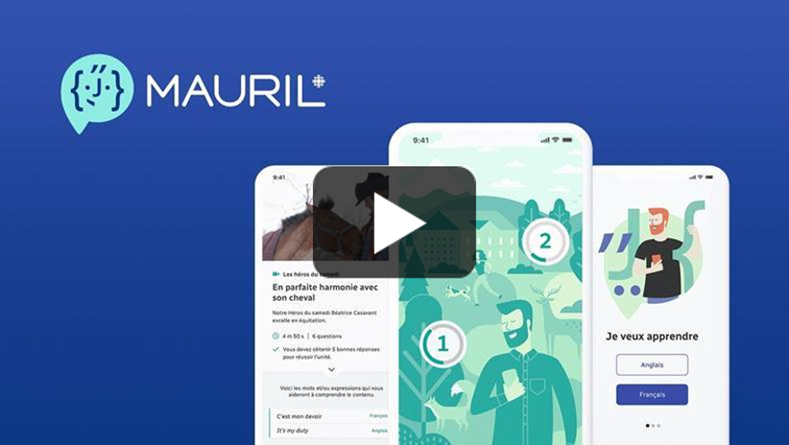 MAURIL
9:41
Les héros du samedi
En parfaite harmonie avec
son cheval
Notre Héros du samedi Béatrice Casavant
excelle en équitation.
4 m 50 s | 6 questions
Vous devez obtenir 5 bonnes réponses
pour réussir l'unité.
Voici les mots et/ou expressions qui vous
aideront à comprendre le contenu.
C'est mon devoir
Français
It's my duty
Anglais
9:41
2
1
Je veux apprendre
Anglais
Français